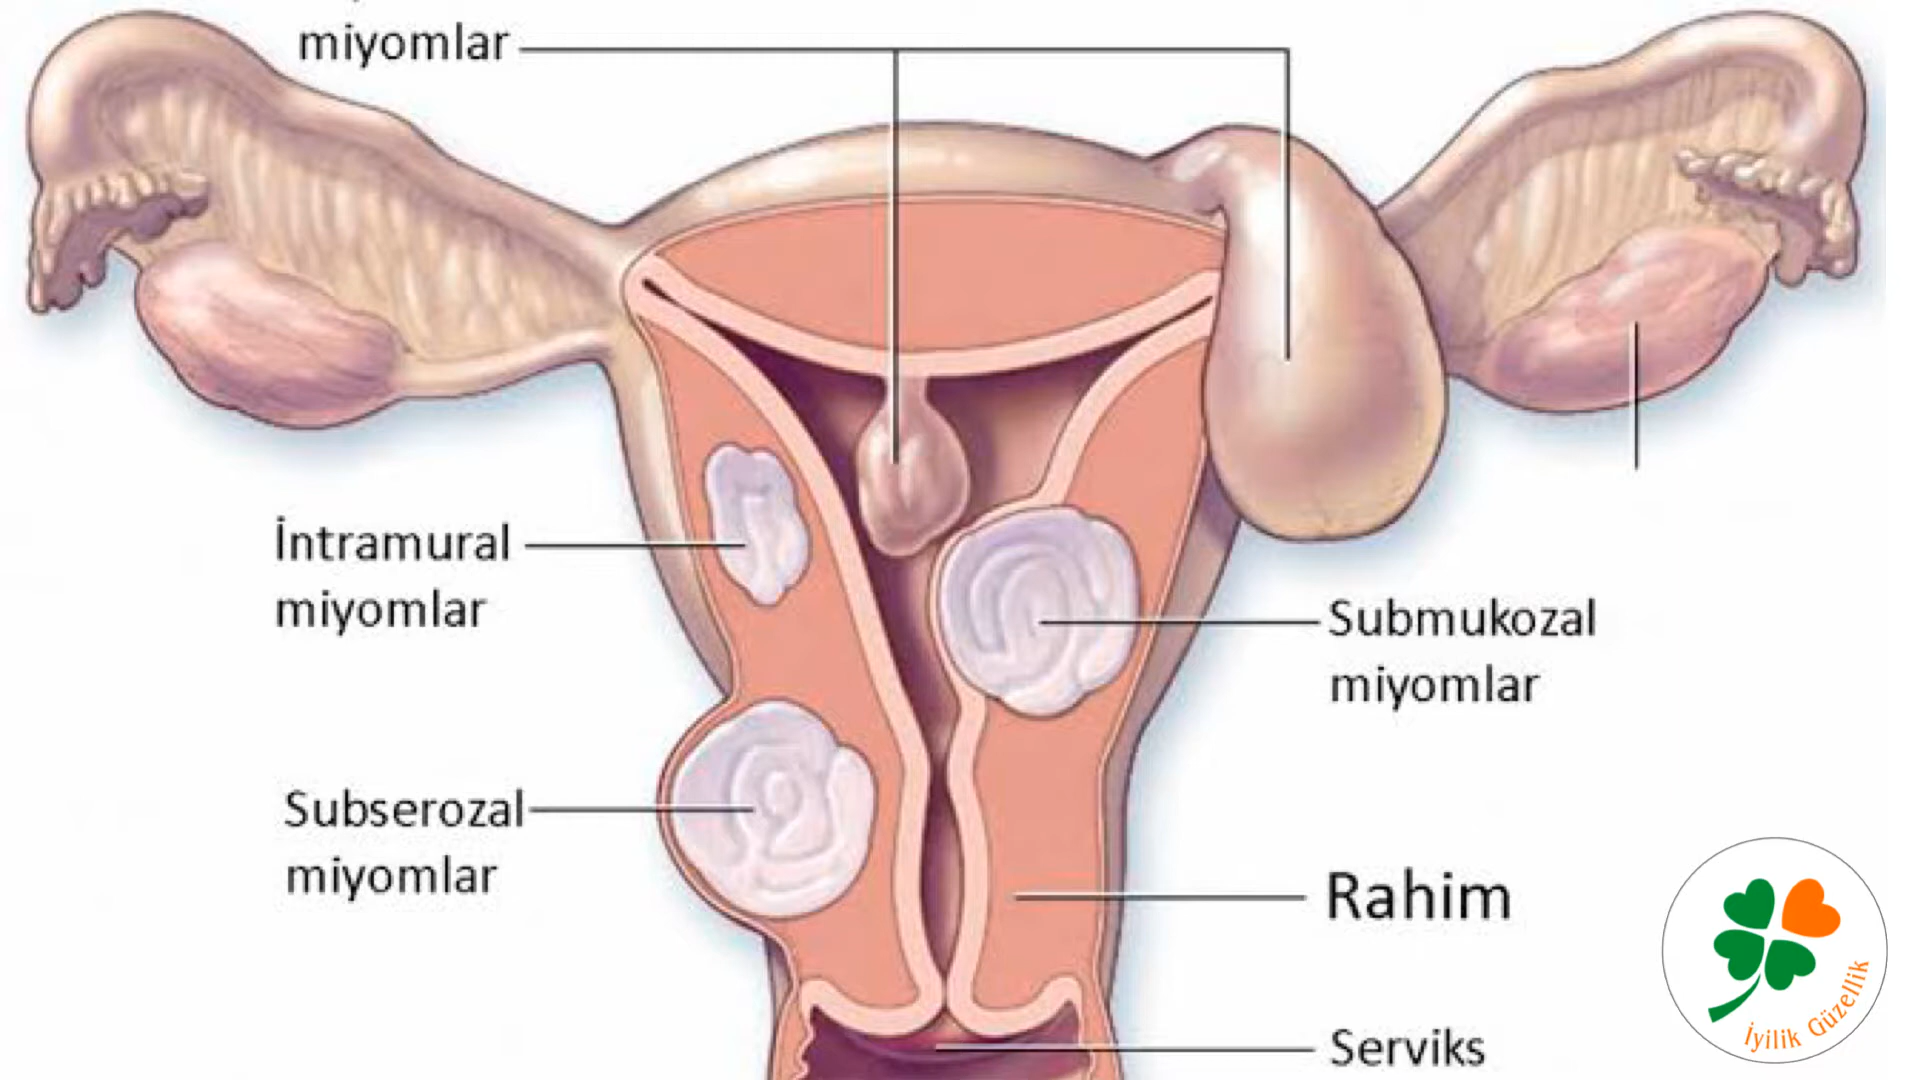 miyomlar
İntramural
miyomlar
Submukozal
miyomlar
Subserozal
miyomlar
Rahim
Serviks
İyilik Güzellik